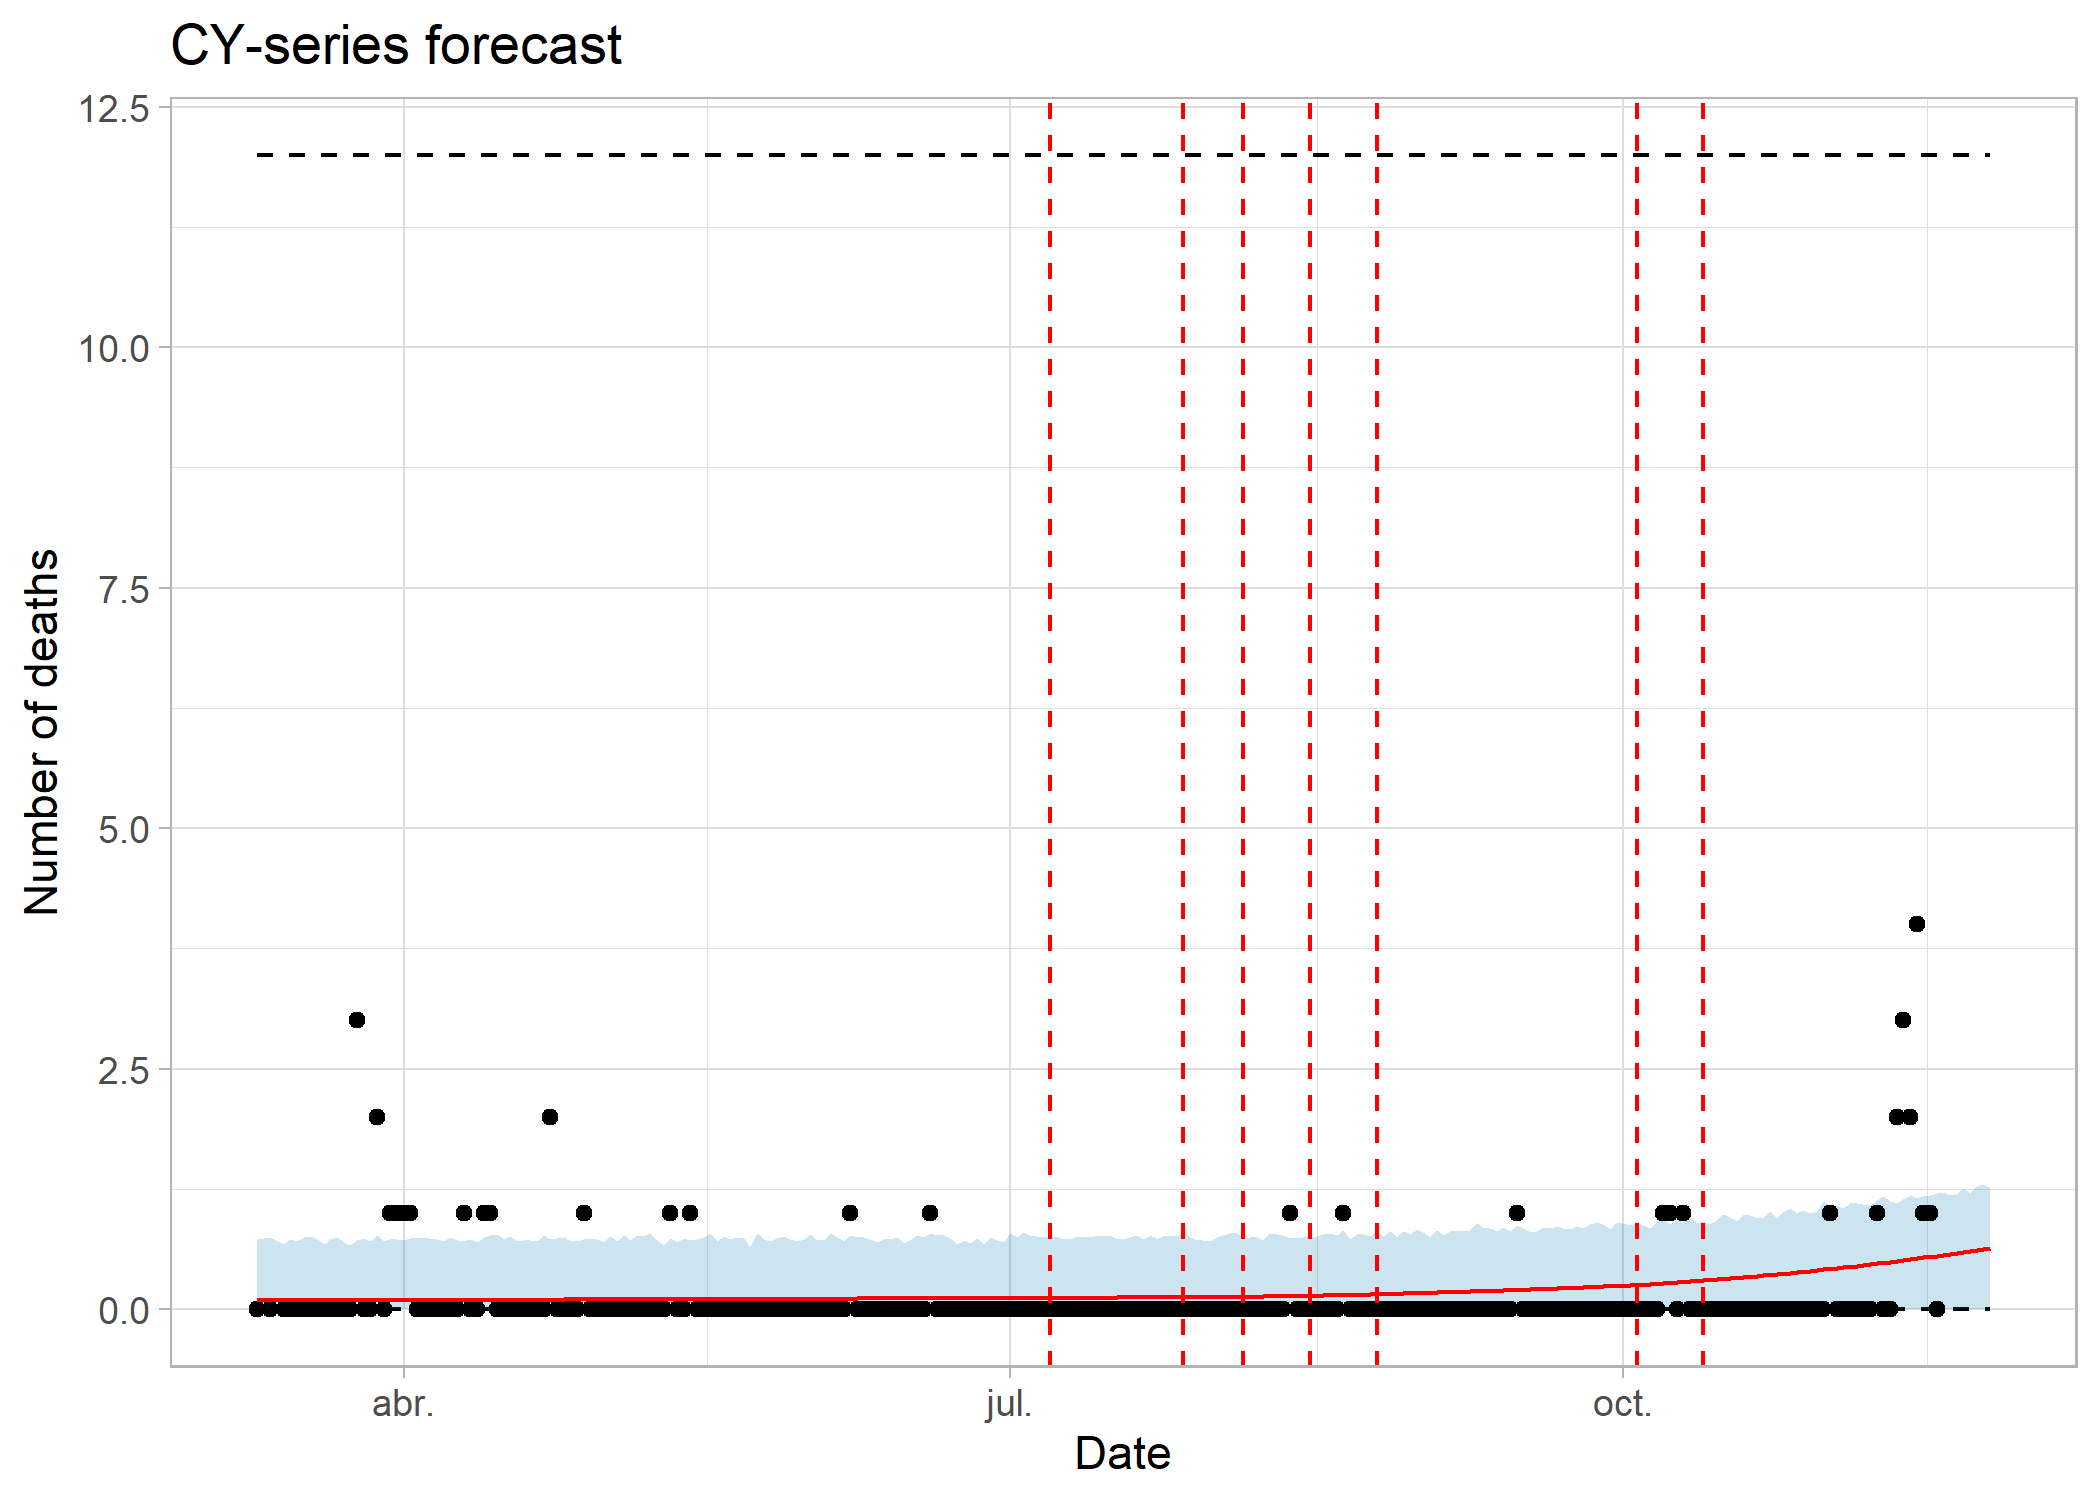 CY-series forecast
12.5
10.0
7.5
5.0
2.5
0.0
Number of deaths
abr.
jul.
oct.
Date